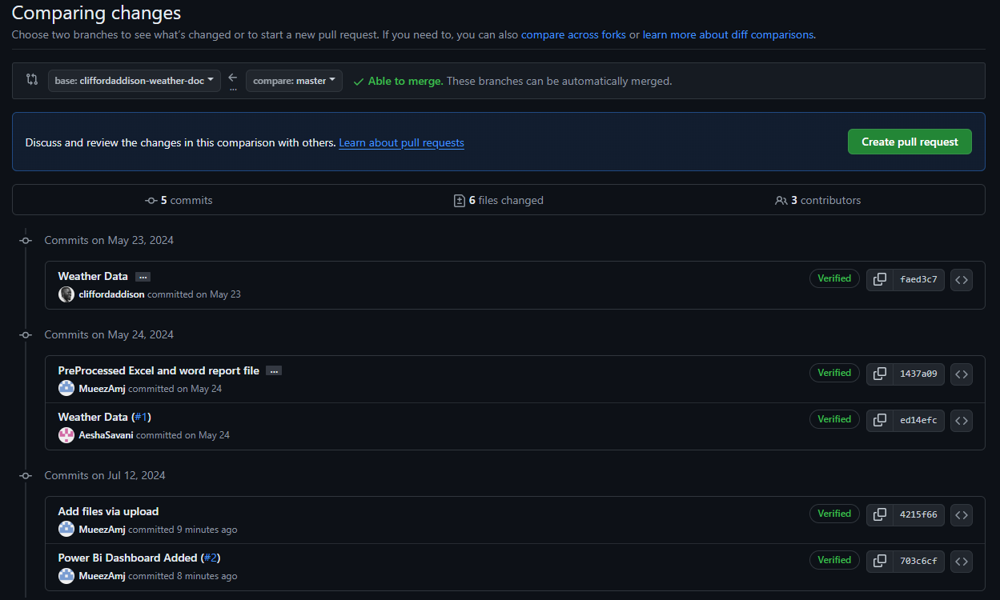 Comparing changes
Choose two branches to see what's changed or to start a new pull request. If you need to, you can also compare across forks or learn more about diff comparisons.
base: cliffordaddison-weather-doc ... compare: master Able to merge. These branches can be automatically merged.
Discuss and review the changes in this comparison with others. Learn about pull requests Create pull request
5 commits 6 files changed 3 contributors
Commits on May 23, 2024
Weather Data ... Verified faed3c7
cliffordaddison committed on May 23
Commits on May 24, 2024
PreProcessed Excel and word report file ... Verified 1437a09
MueezAmj committed on May 24
Weather Data (#1) Verified ed14efc
AeshaSavani committed on May 24
Commits on Jul 12, 2024
Add files via upload Verified 4215f66
MueezAmj committed 9 minutes ago
Power Bi Dashboard Added (#2) Verified 703c6cf
MueezAmj committed 8 minutes ago